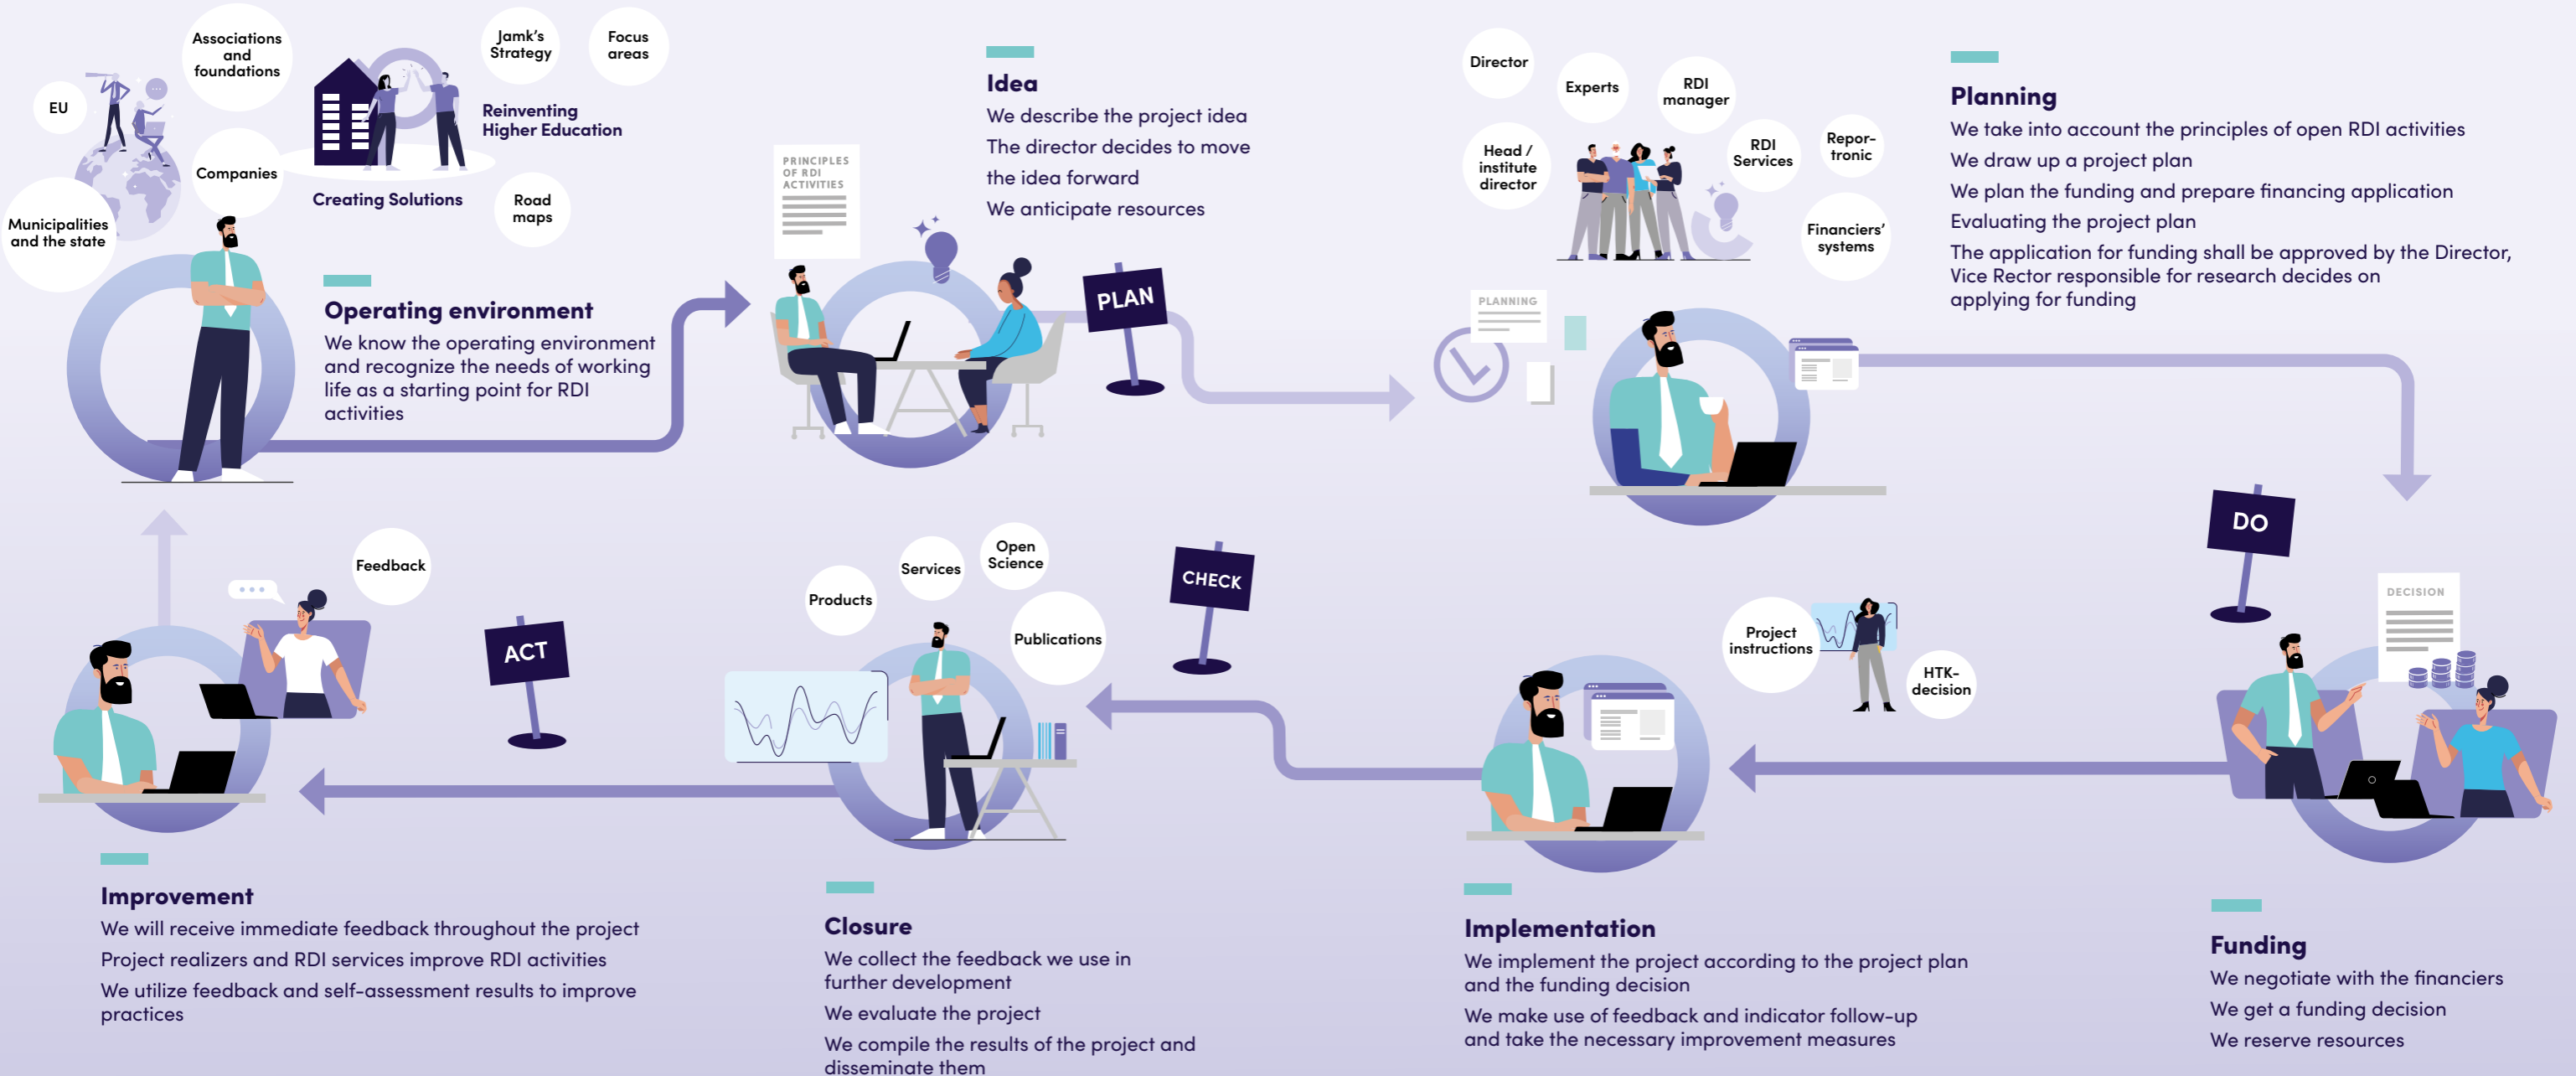 EU
Associations
and
foundations
Companies
Municipalities
and the state
Jamk's
Strategy
Focus
areas
Reinventing
Higher Education
Creating Solutions
Road
maps
Operating environment
We know the operating environment
and recognize the needs of working
life as a starting point for RDI
activities
PRINCIPLES
OF RDI
ACTIVITIES
Idea
We describe the project idea
The director decides to move
the idea forward
We anticipate resources
PLAN
Director
Experts
RDI
manager
Head /
institute
director
RDI
Services
Repor-
tronic
Financiers'
systems
PLANNING
Planning
We take into account the principles of open RDI activities
We draw up a project plan
We plan the funding and prepare financing application
Evaluating the project plan
The application for funding shall be approved by the Director,
Vice Rector responsible for research decides on
applying for funding
DO
DECISION
Funding
We negotiate with the financiers
We get a funding decision
We reserve resources
Project
instructions
HTK-
decision
Implementation
We implement the project according to the project plan
and the funding decision
We make use of feedback and indicator follow-up
and take the necessary improvement measures
CHECK
Products
Services
Open
Science
Publications
Closure
We collect the feedback we use in
further development
We evaluate the project
We compile the results of the project and
disseminate them
ACT
Feedback
Improvement
We will receive immediate feedback throughout the project
Project realizers and RDI services improve RDI activities
We utilize feedback and self-assessment results to improve
practices